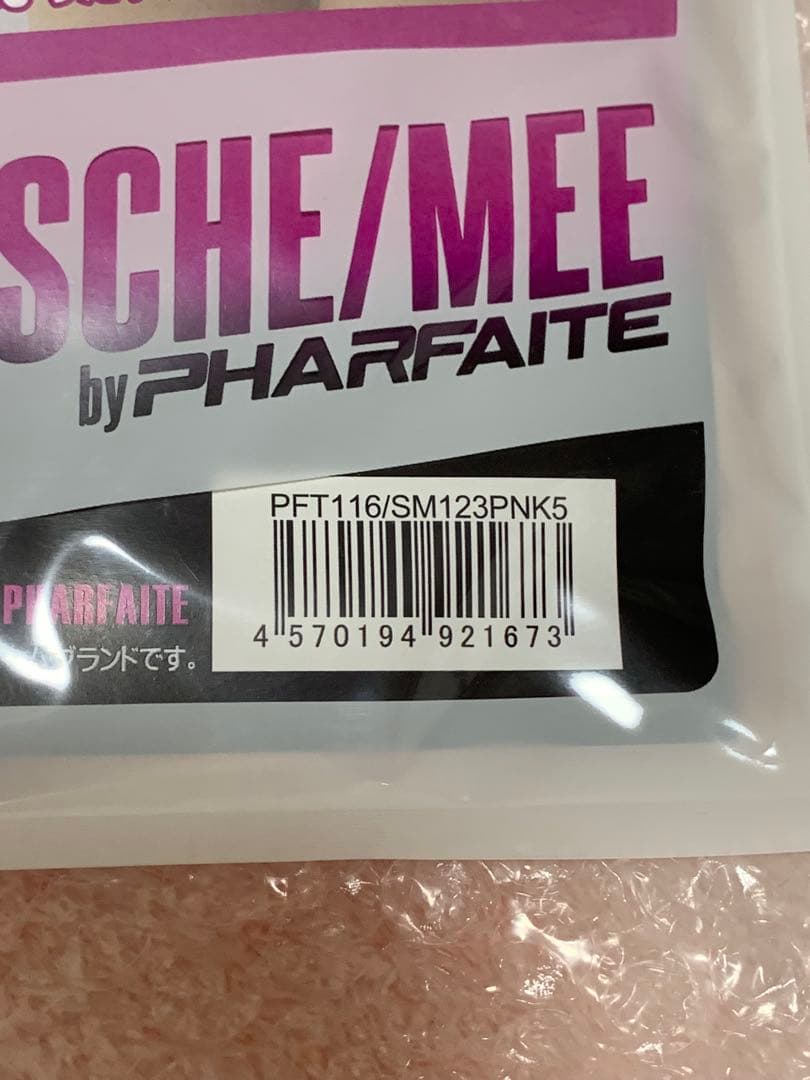 SCHE/MEE
by PHARFAITE
PFT116/SM123PNK5
4 570194 921673
PHARFAITE
ブランドです。